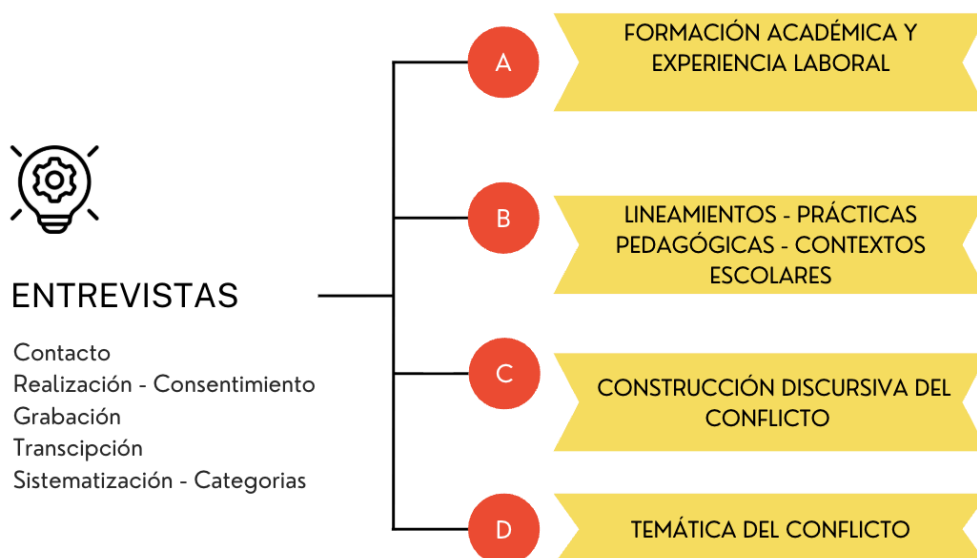 ENTREVISTAS
Contacto
Realización - Consentimiento
Grabación
Transcipción
Sistematización - Categorias
A
FORMACIÓN ACADÉMICA Y
EXPERIENCIA LABORAL
B
LINEAMIENTOS - PRÁCTICAS
PEDAGÓGICAS - CONTEXTOS
ESCOLARES
C
CONSTRUCCIÓN DISCURSIVA DEL
CONFLICTO
D
TEMÁTICA DEL CONFLICTO